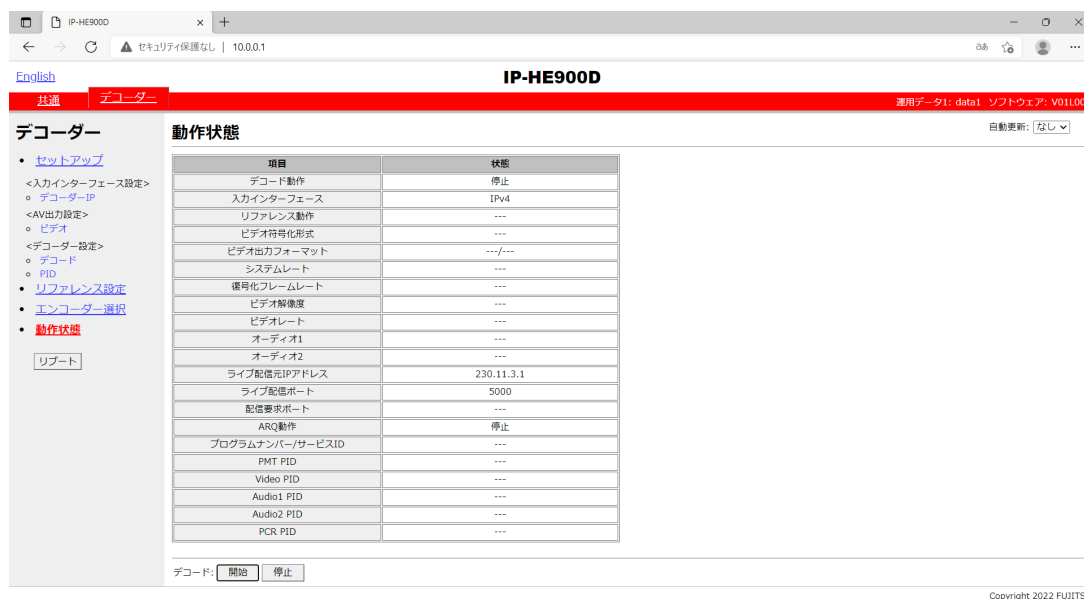 IP-HE900D
セキュリティ保護なし | 10.0.0.1
English
IP-HE900D
共通 デコーダー 運用データ1: data1 ソフトウェア: V01L00
デコーダー
動作状態
自動更新: なし
セットアップ
<入力インターフェース設定>
デコーダーIP
<AV出力設定>
ビデオ
<デコーダー設定>
デコード
PID
リファレンス設定
エンコーダー選択
動作状態
リブート
項目 状態
デコード動作 停止
入力インターフェース IPv4
リファレンス動作 ---
ビデオ符号化形式 ---
ビデオ出力フォーマット ---/---
システムレート ---
復号化フレームレート ---
ビデオ解像度 ---
ビデオレート ---
オーディオ1 ---
オーディオ2 ---
ライブ配信元IPアドレス 230.11.3.1
ライブ配信ポート 5000
配信要求ポート ---
ARQ動作 停止
プログラムナンバー/サービスID ---
PMT PID ---
Video PID ---
Audio1 PID ---
Audio2 PID ---
PCR PID ---
デコード: 開始 停止
Copyright 2022 FUJITS